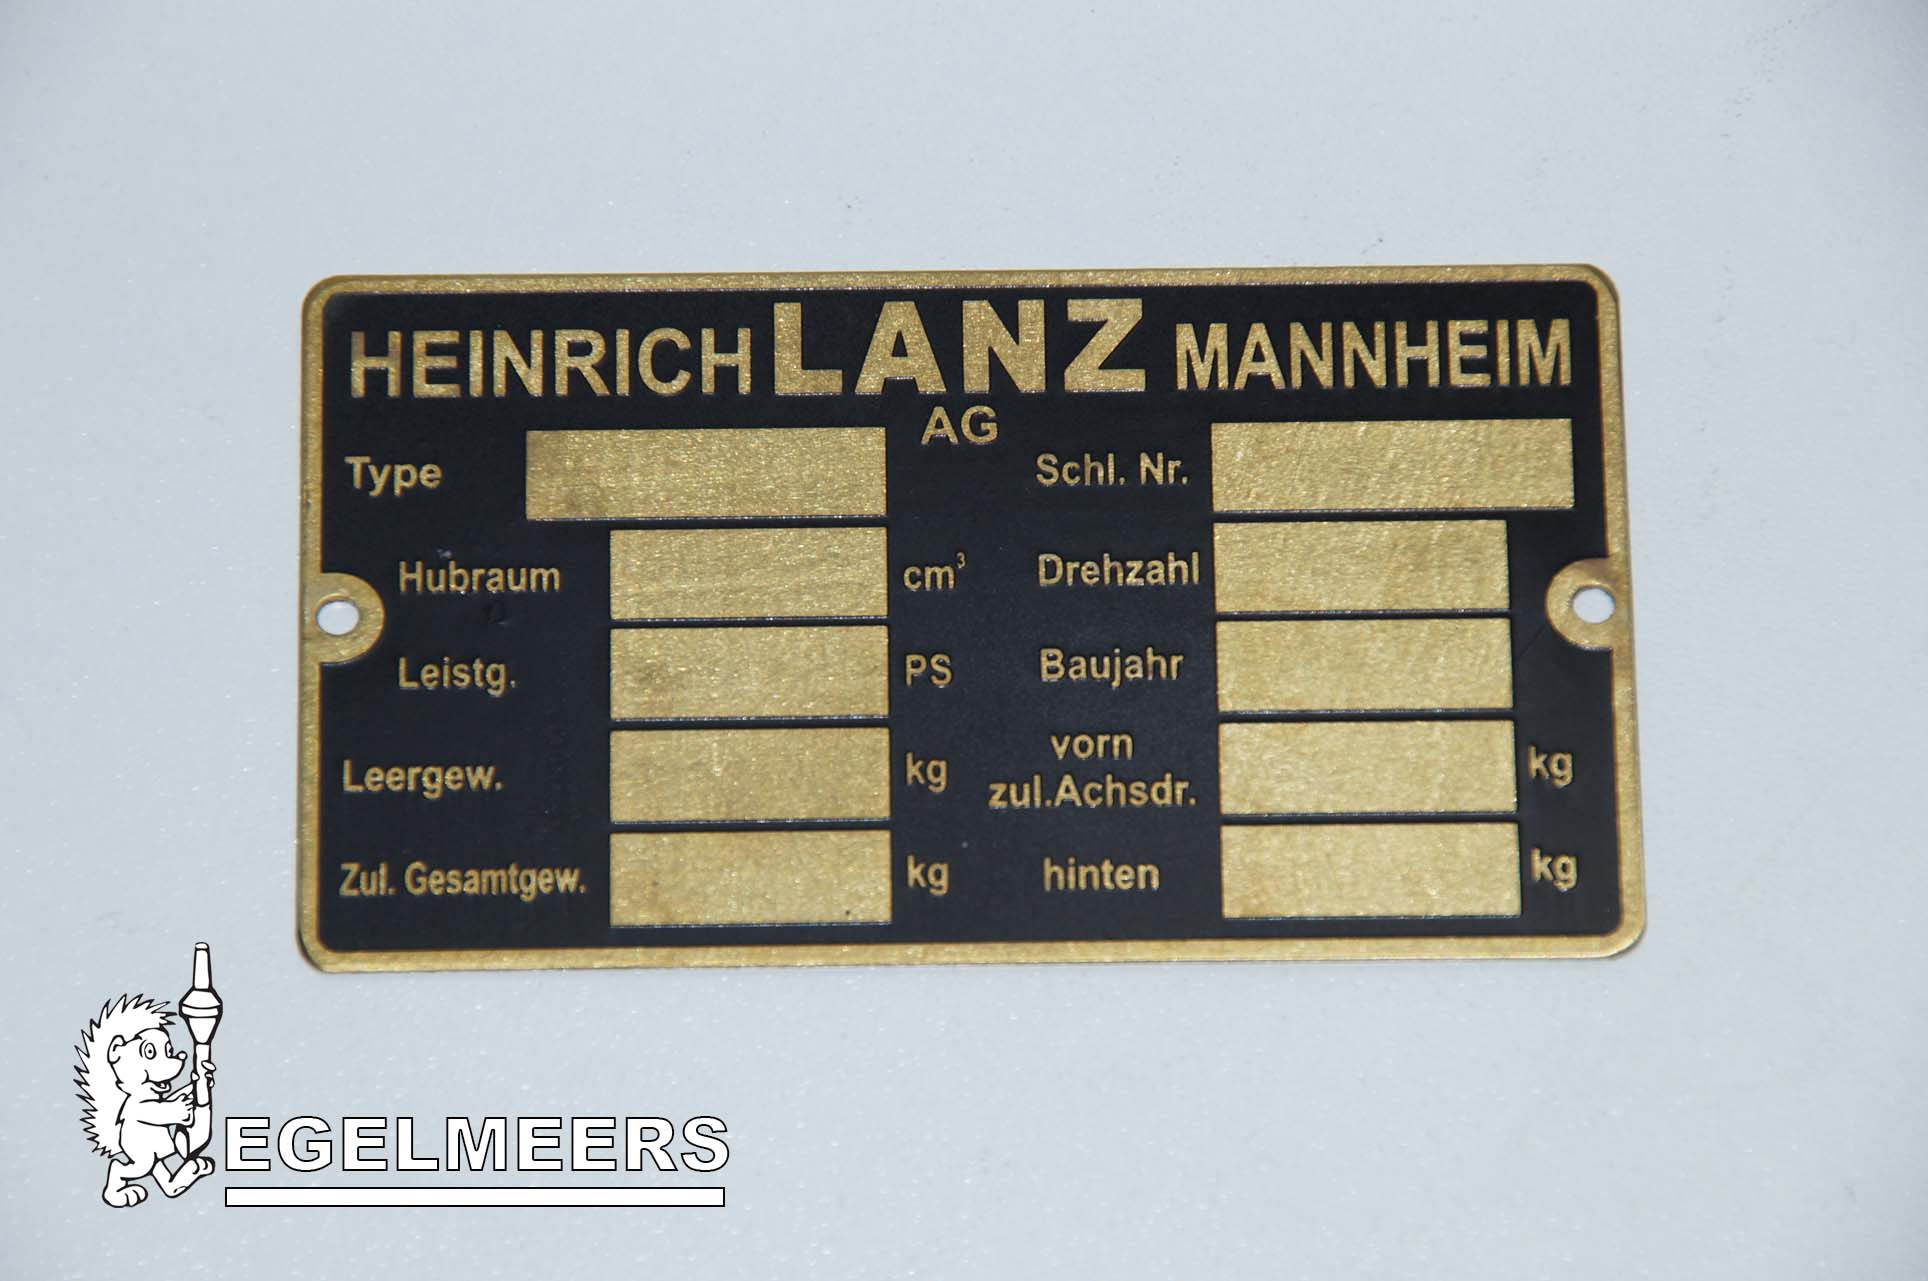 HEINRICH LANZ MANNHEIM
AG
Type Schl. Nr.
Hubraum cm³ Drehzahl
Leistg. PS Baujahr
vorn
Leergew. kg zul.Achsdr. kg
Zul. Gesamtgew. kg hinten kg
EGELMEERS